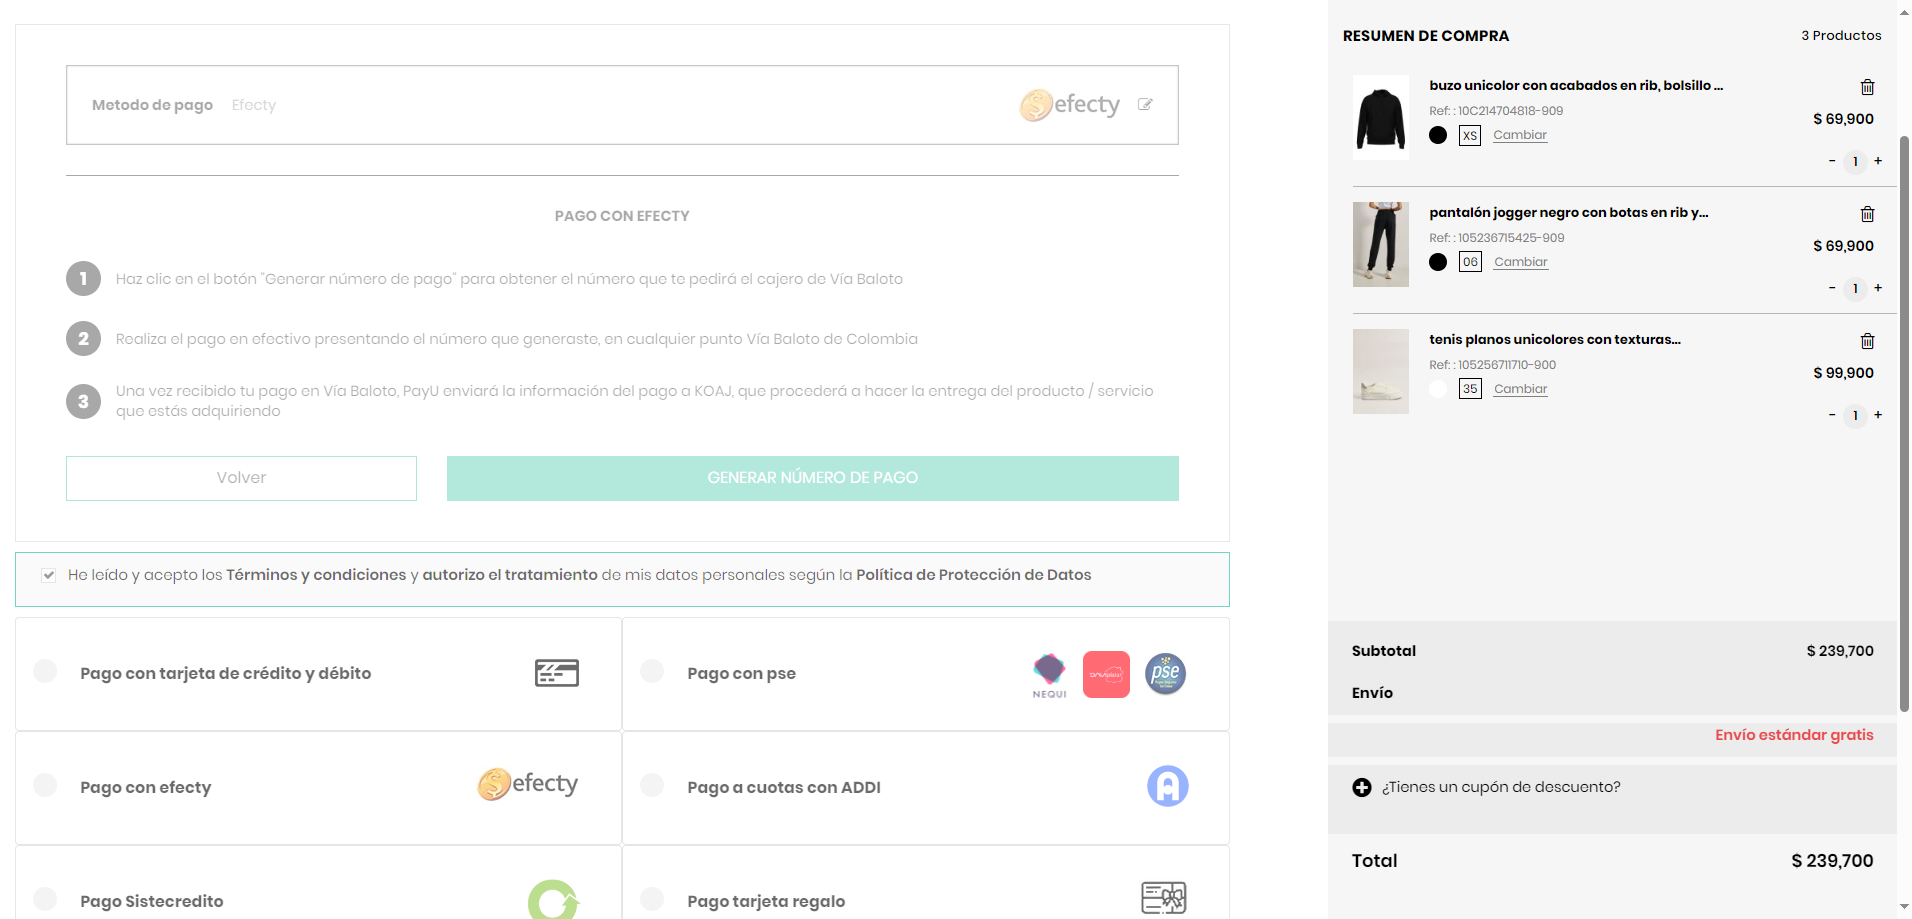 Metodo de pago Efecty efecty
PAGO CON EFECTY
1 Haz clic en el botón "Generar número de pago" para obtener el número que te pedirá el cajero de Vía Baloto
2 Realiza el pago en efectivo presentando el número que generaste, en cualquier punto Vía Baloto de Colombia
3 Una vez recibido tu pago en Vía Baloto, PayU enviará la información del pago a KOAJ, que procederá a hacer la entrega del producto / servicio
que estás adquiriendo
Volver GENERAR NÚMERO DE PAGO
He leído y acepto los Términos y condiciones y autorizo el tratamiento de mis datos personales según la Política de Protección de Datos
Pago con tarjeta de crédito y débito
Pago con pse NEQUI pse
Pago con efecty efecty
Pago a cuotas con ADDI
Pago Sistecredito
Pago tarjeta regalo
RESUMEN DE COMPRA 3 Productos
buzo unicolor con acabados en rib, bolsillo ...
Ref: : 10C214704818-909
$ 69,900
XS Cambiar
- 1 +
pantalón jogger negro con botas en rib y...
Ref: : 105236715425-909
$ 69,900
06 Cambiar
- 1 +
tenis planos unicolores con texturas...
Ref: : 105256711710-900
$ 99,900
35 Cambiar
- 1 +
Subtotal $ 239,700
Envío
Envío estándar gratis
¿Tienes un cupón de descuento?
Total $ 239,700